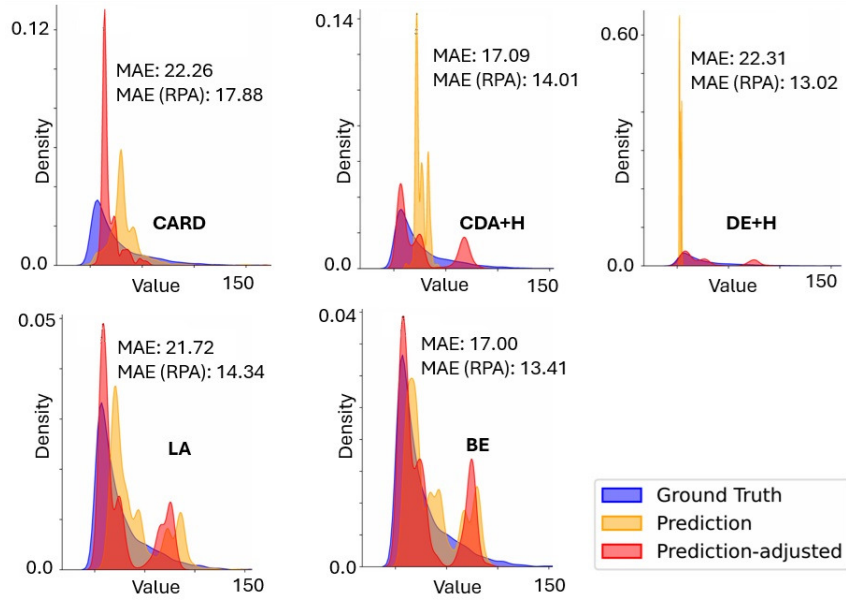 0.12
MAE: 22.26
MAE (RPA): 17.88
Density
CARD
0.0
Value
150
0.14
MAE: 17.09
MAE (RPA): 14.01
Density
CDA+H
0.0
Value
150
0.60
MAE: 22.31
MAE (RPA): 13.02
Density
DE+H
0.0
Value
150
0.05
MAE: 21.72
MAE (RPA): 14.34
Density
LA
0.0
Value
150
0.04
MAE: 17.00
MAE (RPA): 13.41
Density
BE
0.0
Value
150
Ground Truth
Prediction
Prediction-adjusted